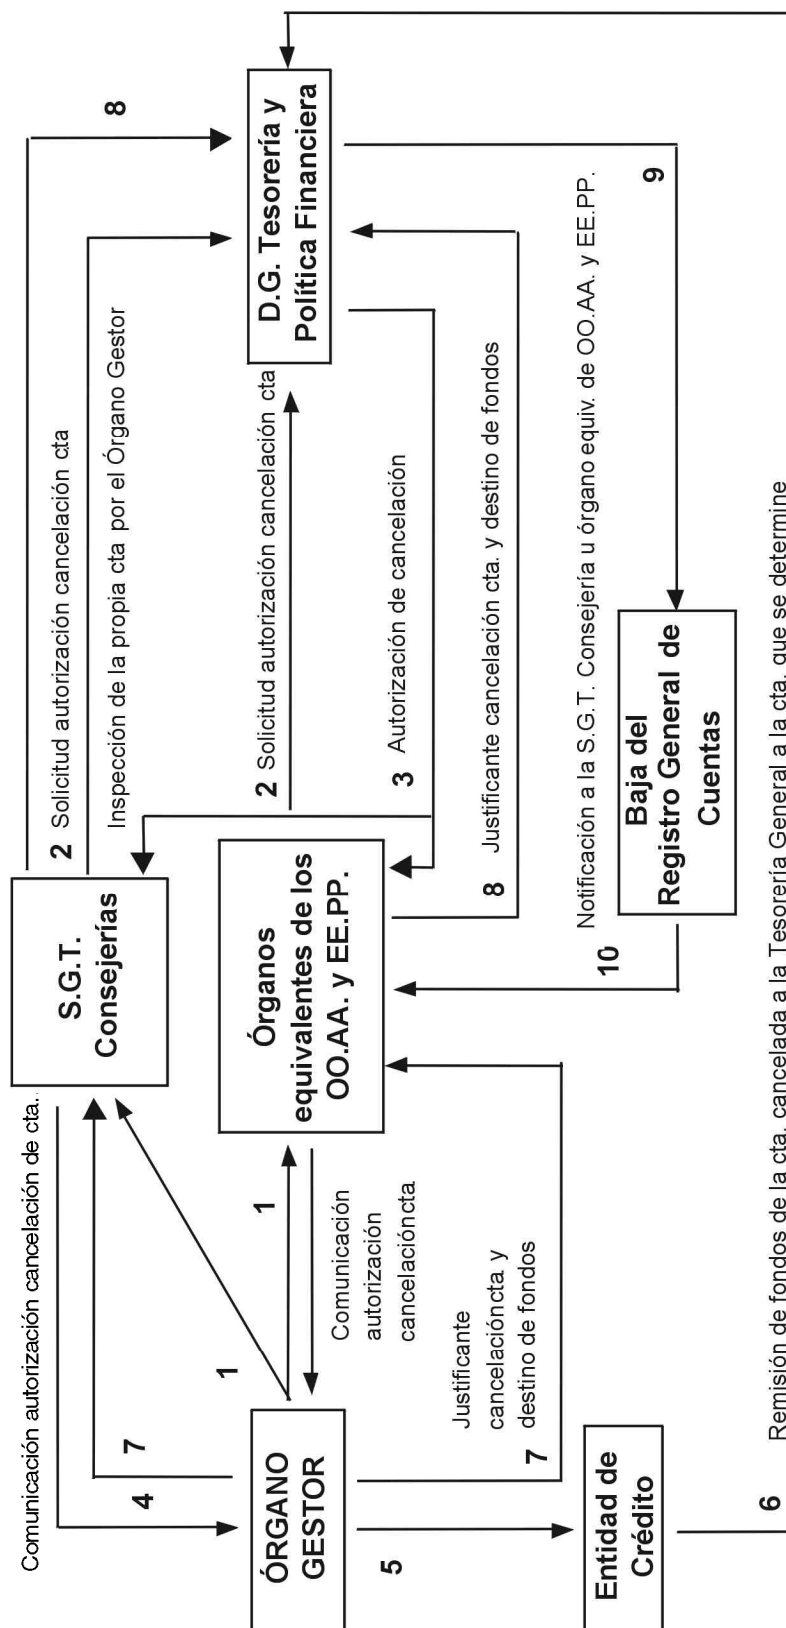 Comunicación autorización cancelación de cta.
4
7
1
ÓRGANO
GESTOR
5
Entidad de
Crédito
6
Remisión de fondos de la cta. cancelada a la Tesorería General a la cta. que se determine
1
Comunicación
autorización
cancelacióncta
Justificante
cancelacióncta y
destino de fondos
7
S.G.T.
Consejerías
Órganos
equivalentes de los
OO.AA. y EE.PP.
10
2 Solicitud autorización cancelación cta
Inspección de la propia cta por el Órgano Gestor
8
2 Solicitud autorización cancelación cta
3 Autorización de cancelación
8 Justificante cancelación cta. y destino de fondos
Notificación a la S.G.T. Consejería u órgano equiv. de OO.AA. y EE.PP.
Baja del
Registro General de
Cuentas
D.G. Tesorería y
Política Financiera
9